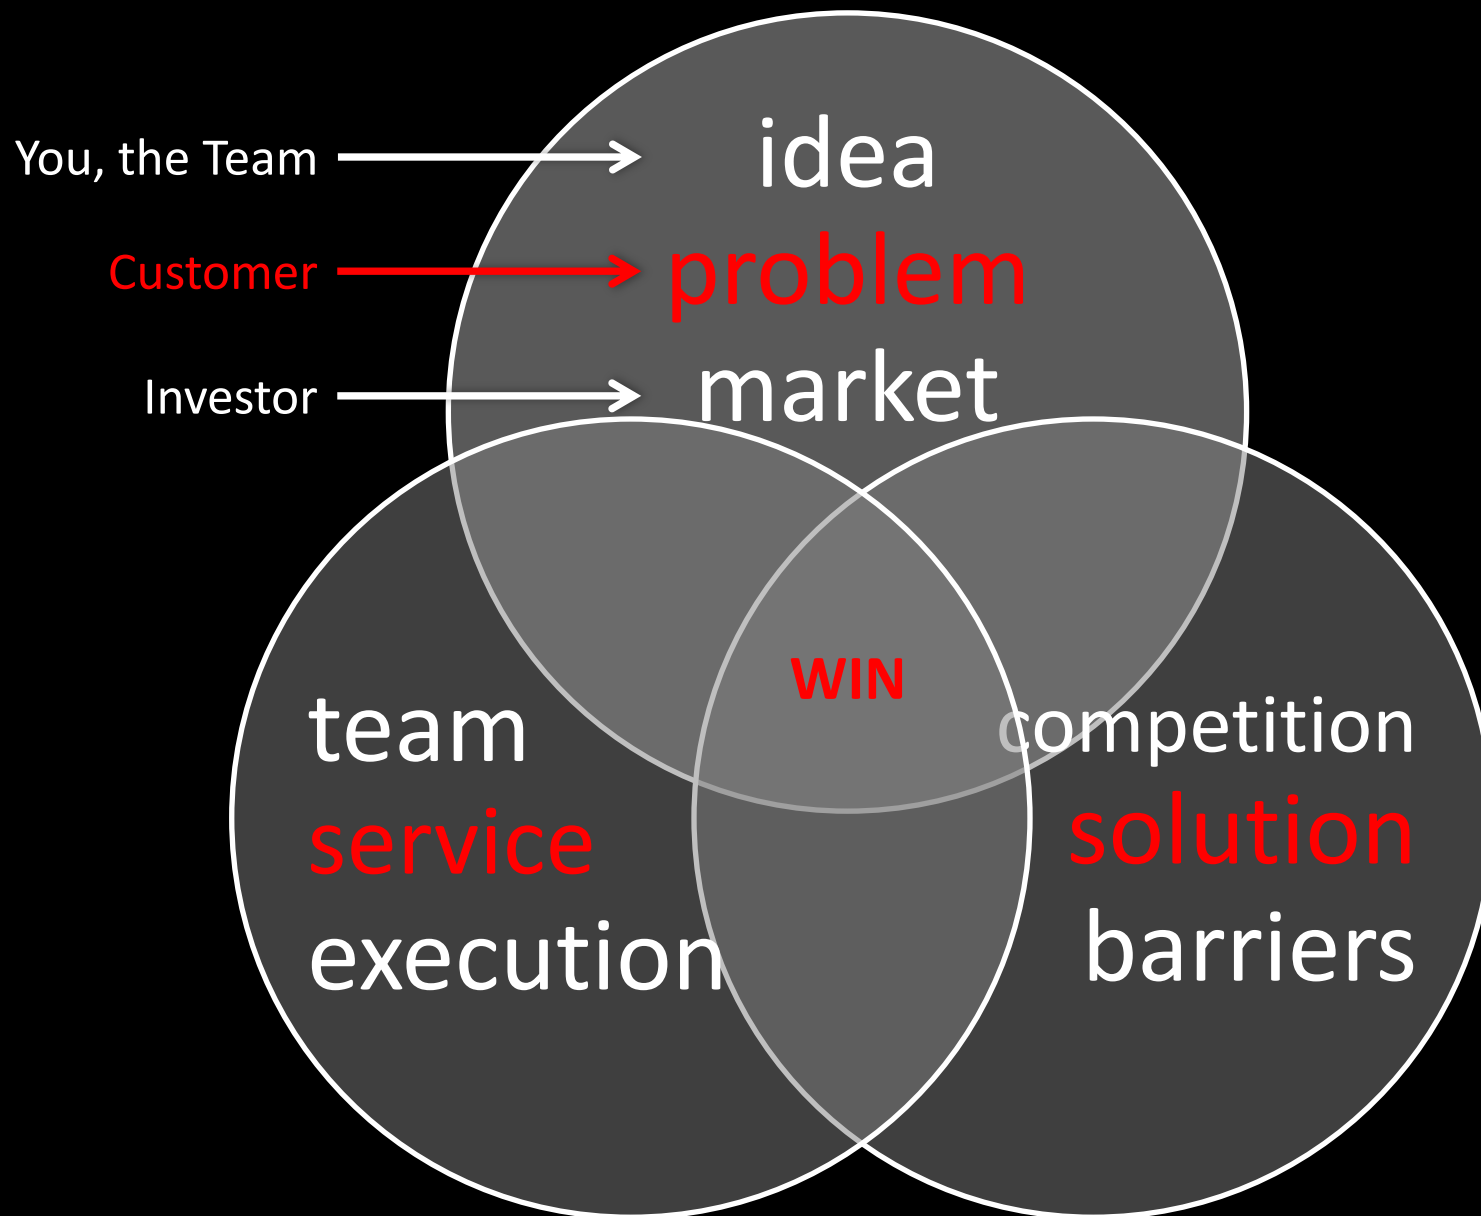 You, the Team
idea
Customer
problem
Investor
market
WIN
team
service
execution
competition
solution
barriers